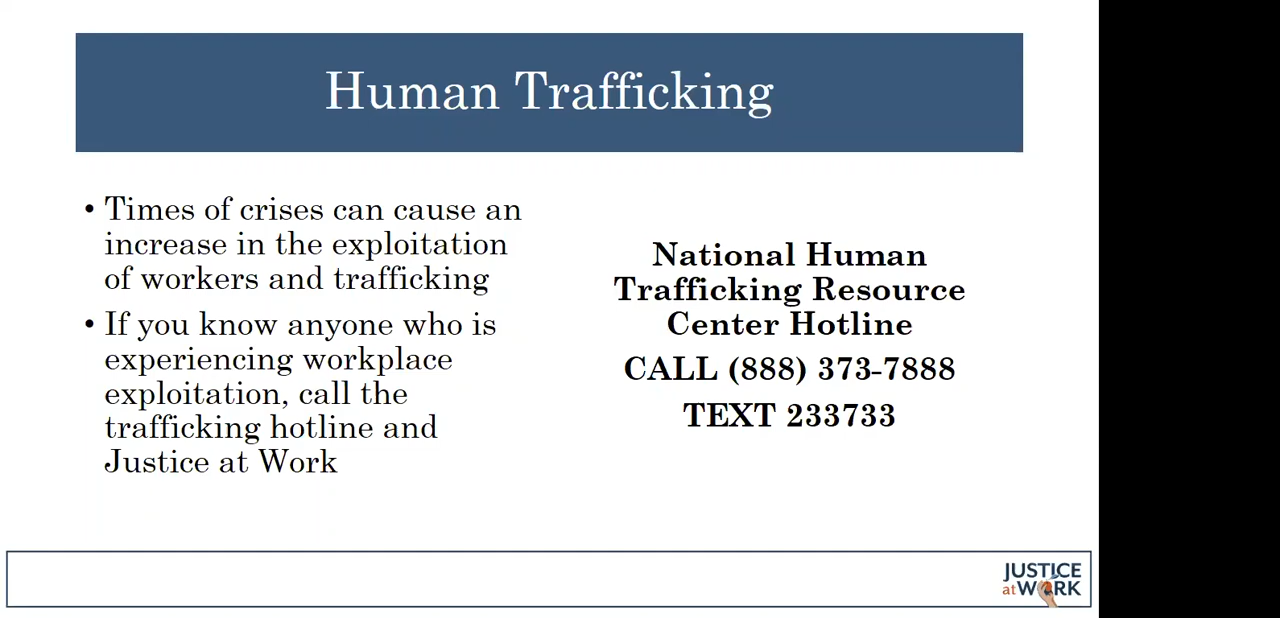 Human Trafficking
• Times of crises can cause an
increase in the exploitation
of workers and trafficking
• If you know anyone who is
experiencing workplace
exploitation, call the
trafficking hotline and
Justice at Work
National Human
Trafficking Resource
Center Hotline
CALL (888) 373-7888
TEXT 233733
JUSTICE
at WORK